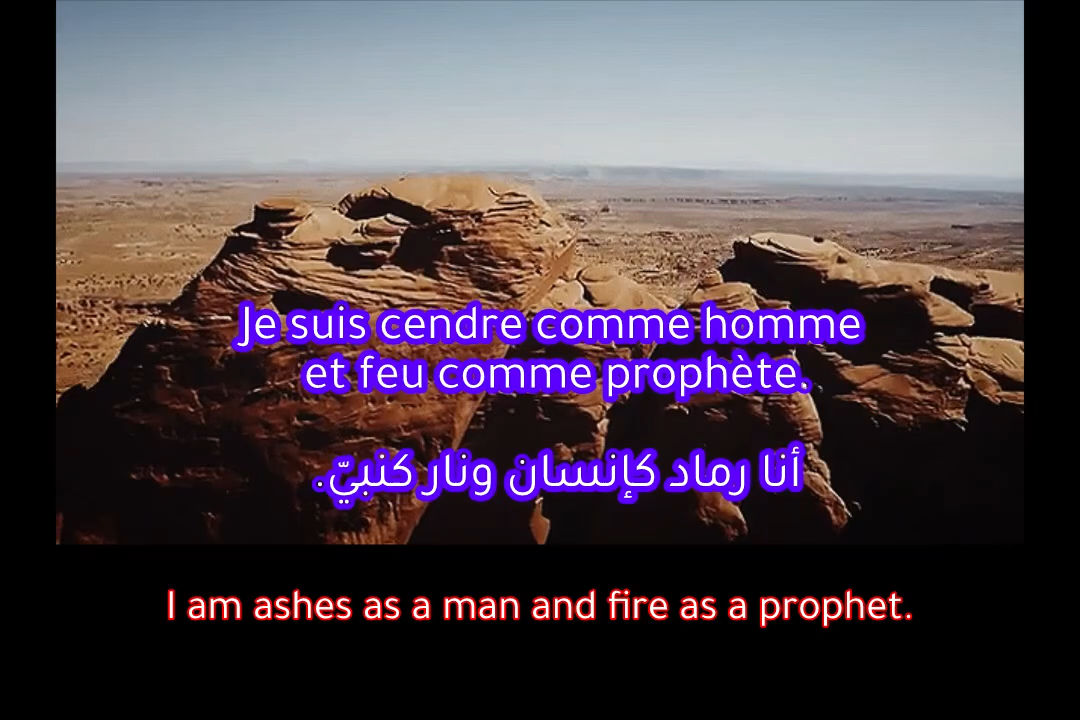 Je suis cendre comme homme
et feu comme prophète.
أنا رماد كإنسان ونار كنبيّ.
I am ashes as a man and fire as a prophet.